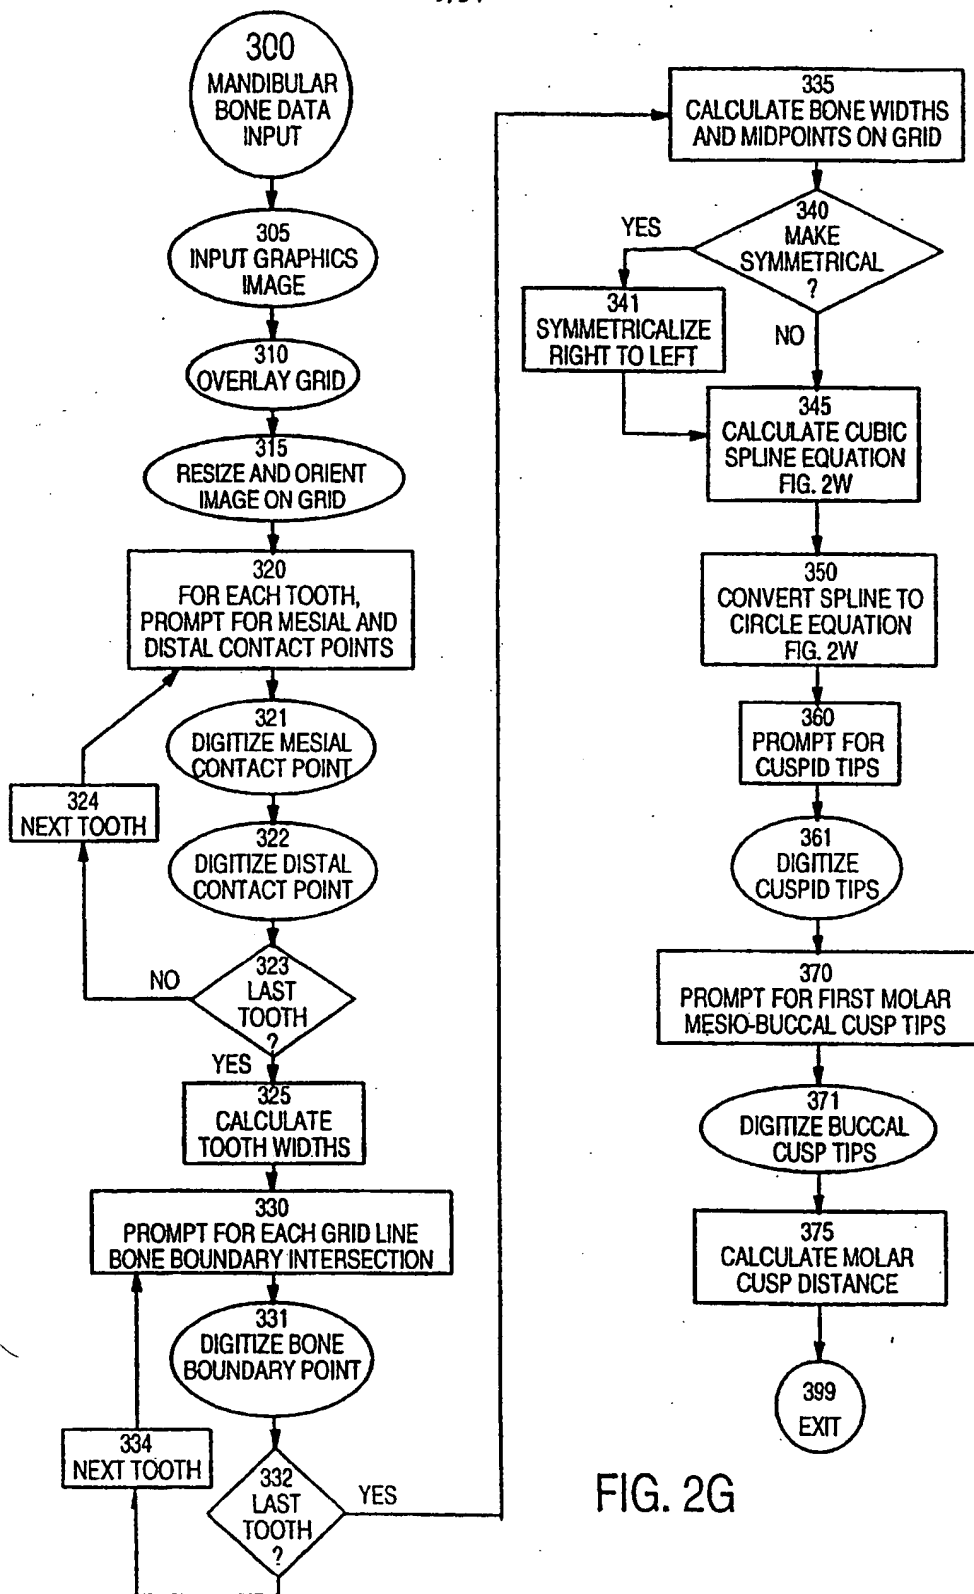 300
MANDIBULAR
BONE DATA
INPUT
305
INPUT GRAPHICS
IMAGE
310
OVERLAY GRID
315
RESIZE AND ORIENT
IMAGE ON GRID
320
FOR EACH TOOTH,
PROMPT FOR MESIAL AND
DISTAL CONTACT POINTS
321
DIGITIZE MESIAL
CONTACT POINT
324
NEXT TOOTH
322
DIGITIZE DISTAL
CONTACT POINT
NO
323
LAST
TOOTH
?
YES
325
CALCULATE
TOOTH WIDTHS
330
PROMPT FOR EACH GRID LINE
BONE BOUNDARY INTERSECTION
331
DIGITIZE BONE
BOUNDARY POINT
334
NEXT TOOTH
332
LAST
TOOTH
?
YES
335
CALCULATE BONE WIDTHS
AND MIDPOINTS ON GRID
340
MAKE
SYMMETRICAL
?
YES
341
SYMMETRICALIZE
RIGHT TO LEFT
NO
345
CALCULATE CUBIC
SPLINE EQUATION
FIG. 2W
350
CONVERT SPLINE TO
CIRCLE EQUATION
FIG. 2W
360
PROMPT FOR
CUSPID TIPS
361
DIGITIZE
CUSPID TIPS
370
PROMPT FOR FIRST MOLAR
MESIO-BUCCAL CUSP TIPS
371
DIGITIZE BUCCAL
CUSP TIPS
375
CALCULATE MOLAR
CUSP DISTANCE
399
EXIT
FIG. 2G